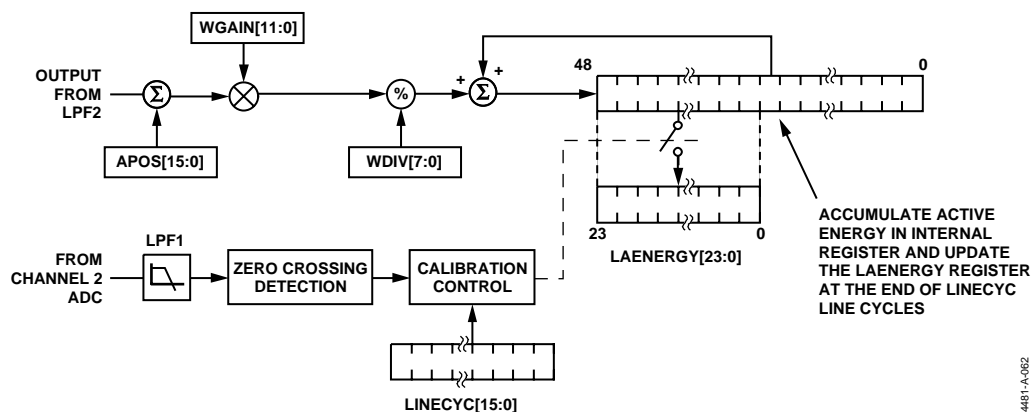 WGAIN[11:0]
OUTPUT
FROM
LPF2
Σ
%
+
+
Σ
48
0
APOS[15:0]
WDIV[7:0]
23
0
LAENERGY[23:0]
ACCUMULATE ACTIVE
ENERGY IN INTERNAL
REGISTER AND UPDATE
THE LAENERGY REGISTER
AT THE END OF LINECYC
LINE CYCLES
FROM
CHANNEL 2
ADC
LPF1
ZERO CROSSING
DETECTION
CALIBRATION
CONTROL
LINECYC[15:0]
4481-A-062